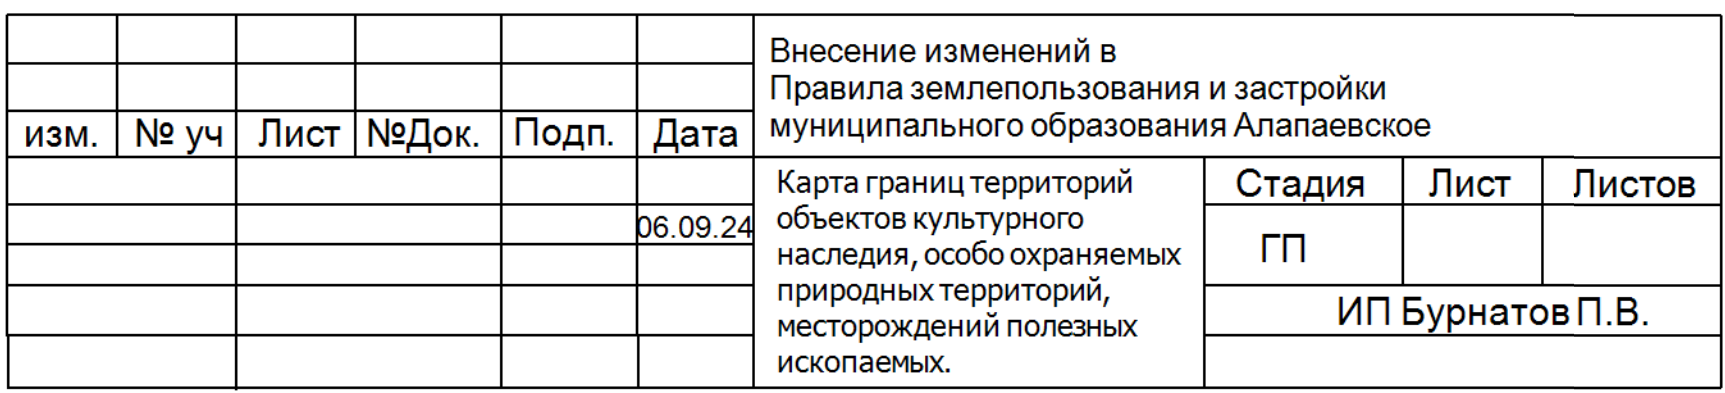 Внесение изменений в
Правила землепользования и застройки
муниципального образования Алапаевское
изм. № уч Лист №Док. Подп. Дата
Карта границ территорий
объектов культурного
наследия, особо охраняемых
природных территорий,
месторождений полезных
ископаемых.
Стадия Лист Листов
06.09.24
ГП
ИП Бурнатов П.В.